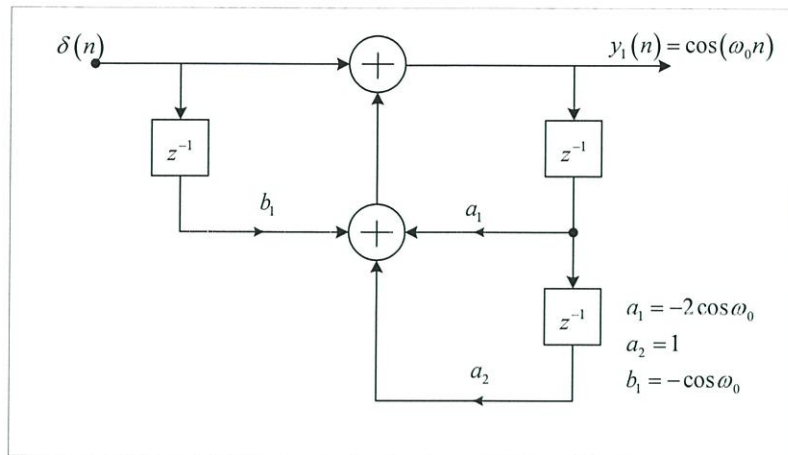 δ(n)
y₁(n) = cos(ω₀n)
+
z⁻¹
z⁻¹
b₁
a₁
+
z⁻¹
a₁ = −2cosω₀
a₂ = 1
b₁ = −cosω₀
a₂